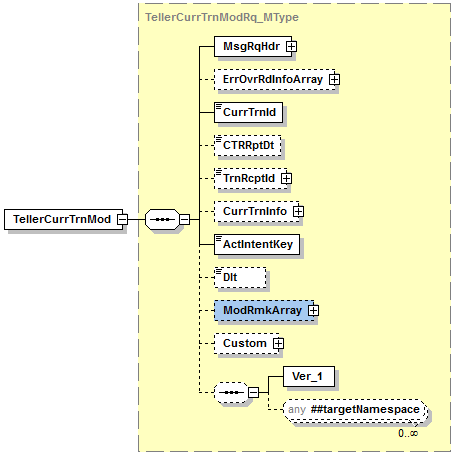 TellerCurrTrnModRq_MType
MsgRqHdr
ErrOvrRdInfoArray
CurrTrnId
CTRRptDt
TrnRcptId
TellerCurrTrnMod
CurrTrnInfo
ActIntentKey
Dlt
ModRmkArray
Custom
Ver_1
any ##targetNamespace
0..∞